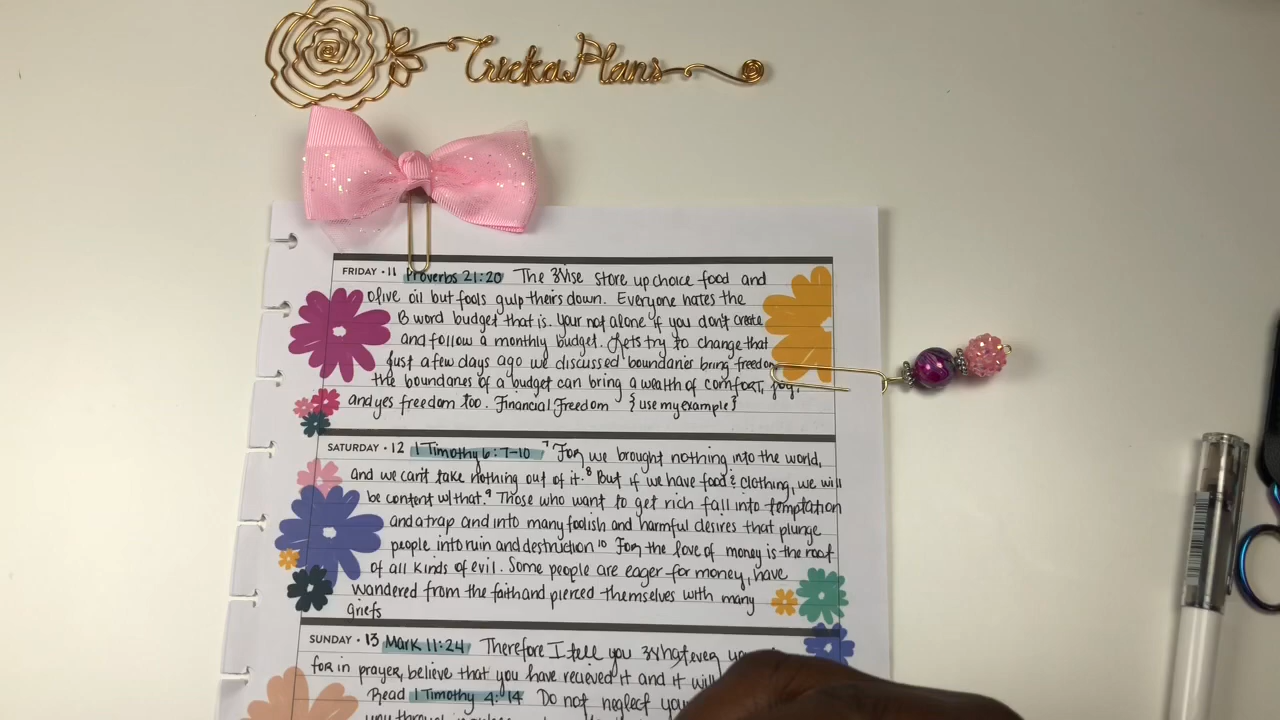 TrickaPlans
FRIDAY • 11 Proverbs 21:20 The Wise store up choice food and
olive oil but fools gulp theirs down. Everyone hates the
B word budget that is. Your not alone if you don't create
and follow a monthly budget. Lets try to change that
Just a few days ago we discussed boundaries bring freedom
the boundaries of a budget can bring a wealth of comfort, joy,
and yes freedom too. Financial Freedom {use my example}
SATURDAY • 12 1 Timothy 6:7-10 7 For we brought nothing into the world,
and we can't take nothing out of it. 8 But if we have food & clothing, we will
be content w/ that. 9 Those who want to get rich fall into temptation
and a trap and into many foolish and harmful desires that plunge
people into ruin and destruction 10 For the love of money is the root
of all kinds of evil. Some people are eager for money, have
wandered from the faith and pierced themselves with many
griefs
SUNDAY • 13 Mark 11:24 Therefore I tell you Whatever
for in prayer, believe that you have recieved it and it will
Read 1 Timothy 4:14 Do not neglect your